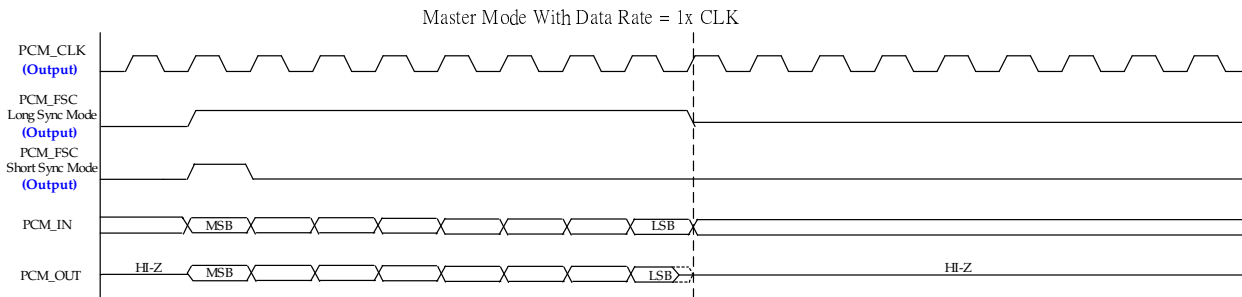 Master Mode With Data Rate = 1x CLK
PCM_CLK
(Output)
PCM_FSC
Long Sync Mode
(Output)
PCM_FSC
Short Sync Mode
(Output)
PCM_IN
MSB
LSB
PCM_OUT
HI-Z
MSB
LSB
HI-Z